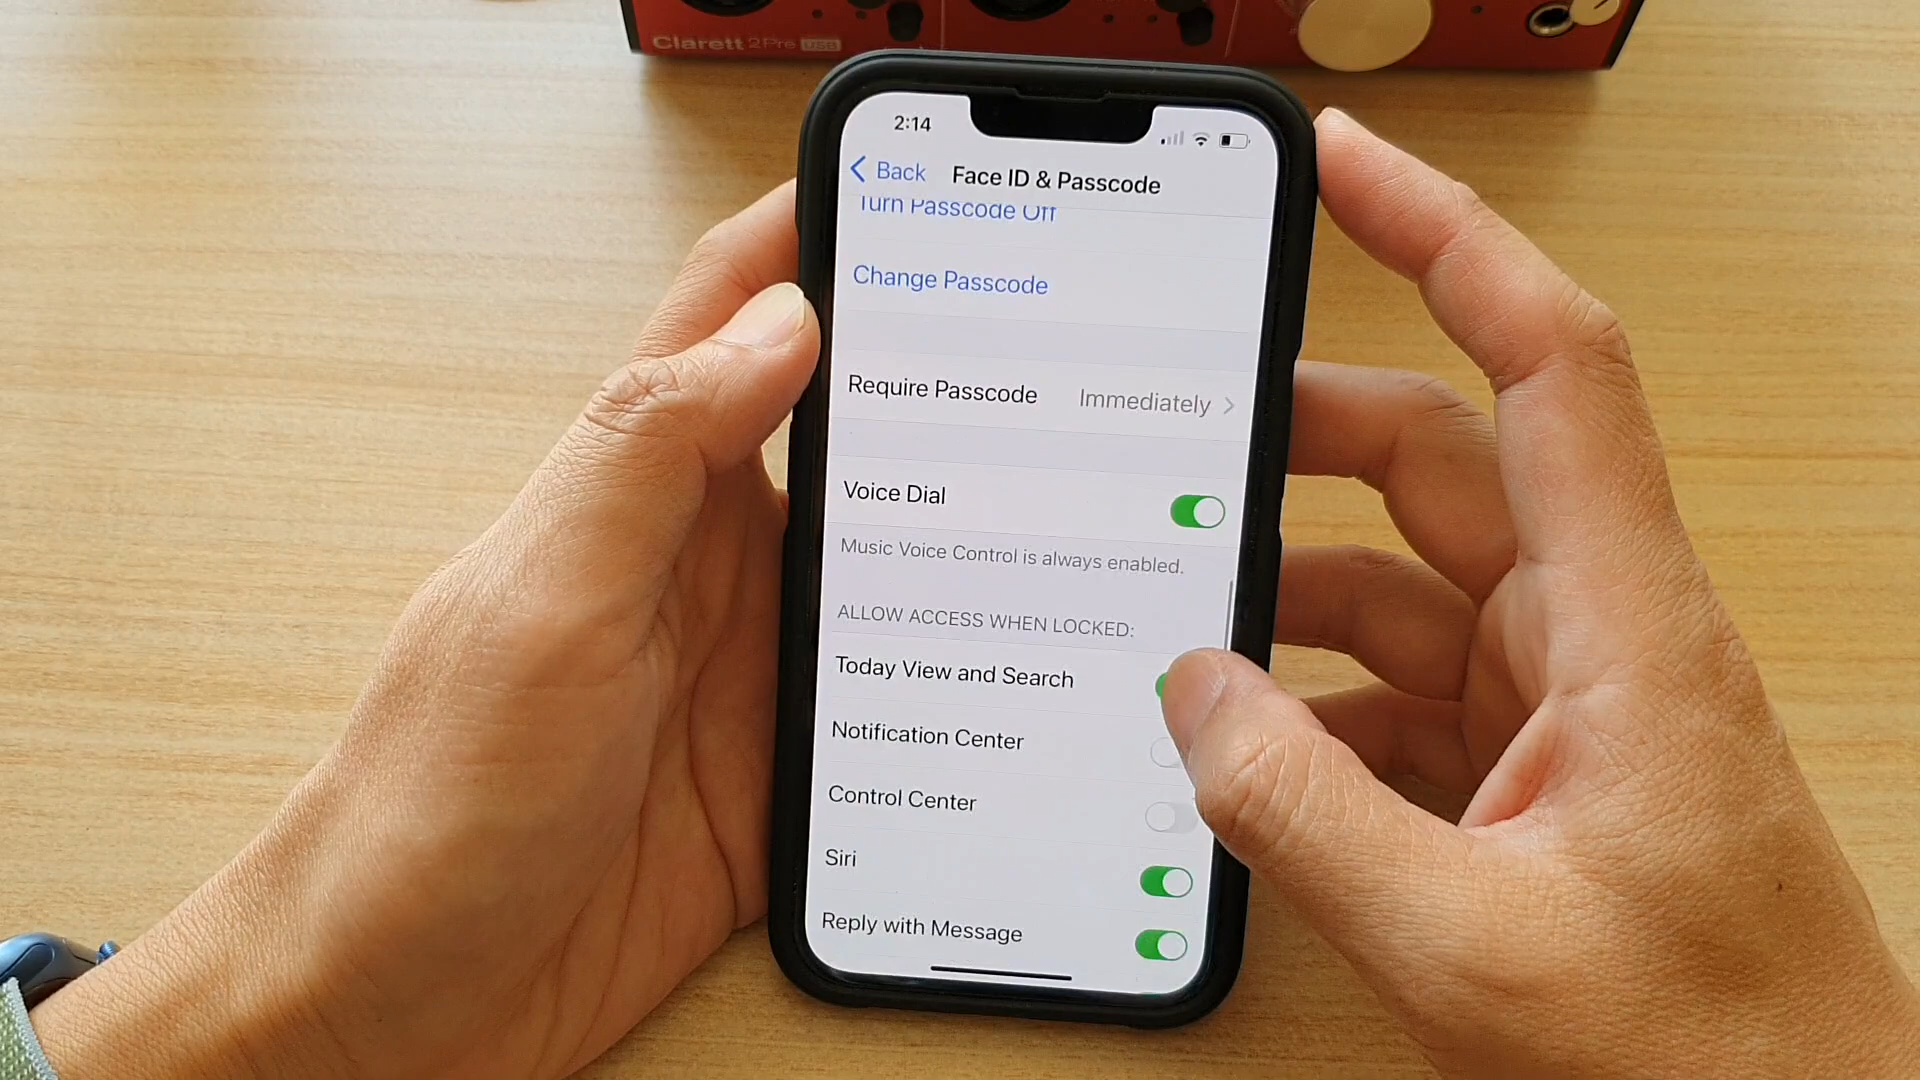 Clarett 2Pre USB
2:14
Back Face ID & Passcode
Turn Passcode Off
Change Passcode
Require Passcode Immediately
Voice Dial
Music Voice Control is always enabled.
ALLOW ACCESS WHEN LOCKED:
Today View and Search
Notification Center
Control Center
Siri
Reply with Message